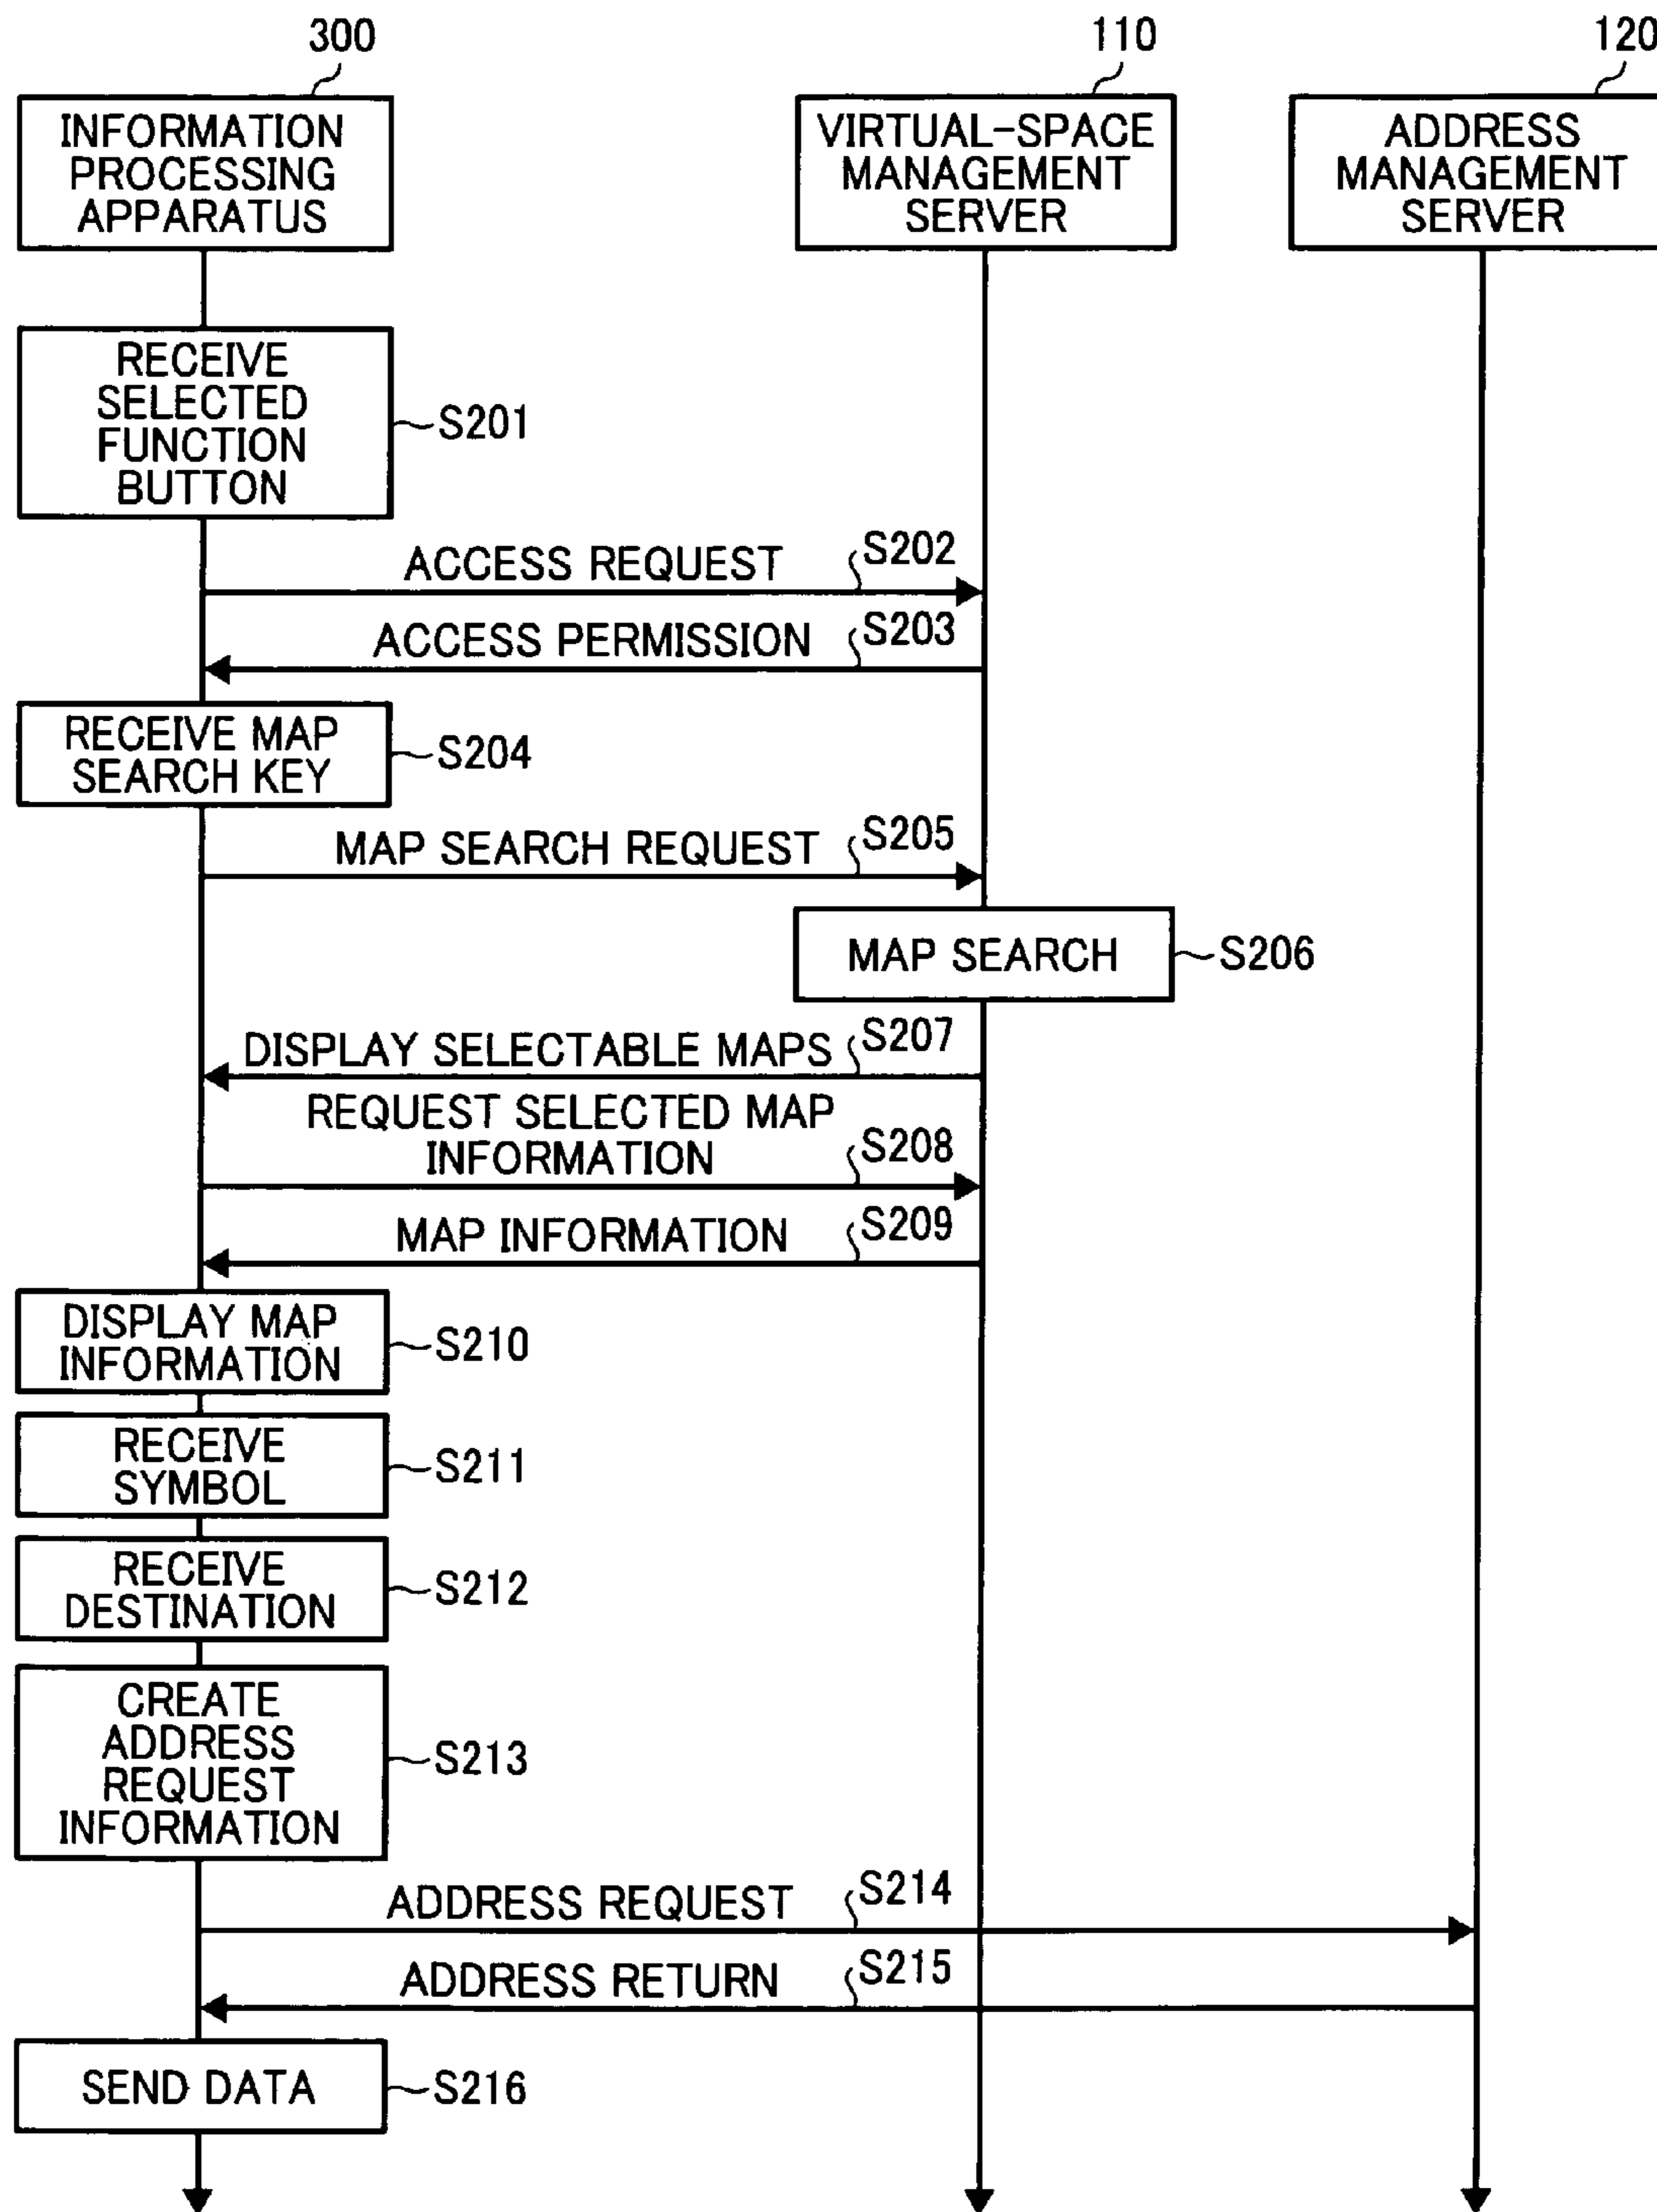 300
110
120
INFORMATION
PROCESSING
APPARATUS
VIRTUAL-SPACE
MANAGEMENT
SERVER
ADDRESS
MANAGEMENT
SERVER
RECEIVE
SELECTED
FUNCTION
BUTTON
S201
ACCESS REQUEST
S202
ACCESS PERMISSION
S203
RECEIVE MAP
SEARCH KEY
S204
MAP SEARCH REQUEST
S205
MAP SEARCH
S206
DISPLAY SELECTABLE MAPS
S207
REQUEST SELECTED MAP
INFORMATION
S208
MAP INFORMATION
S209
DISPLAY MAP
INFORMATION
S210
RECEIVE
SYMBOL
S211
RECEIVE
DESTINATION
S212
CREATE
ADDRESS
REQUEST
INFORMATION
S213
ADDRESS REQUEST
S214
ADDRESS RETURN
S215
SEND DATA
S216